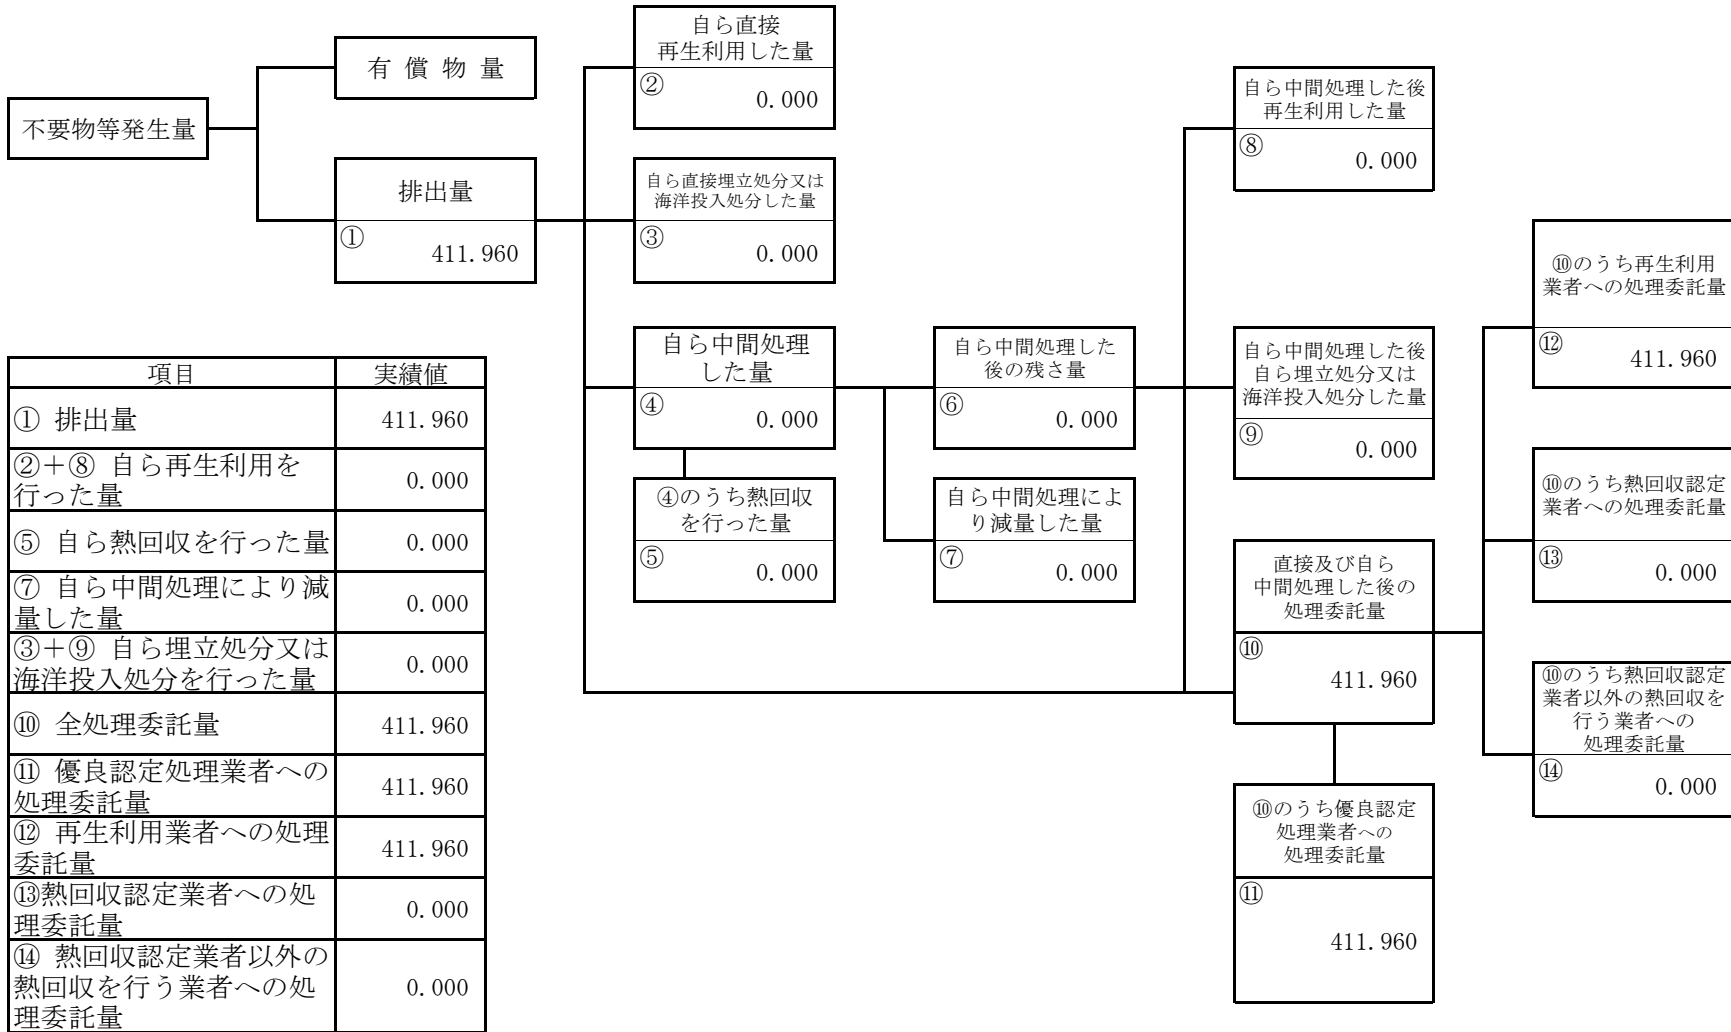 不要物等発生量
有 償 物 量
排出量
①
411.960
自ら直接
再生利用した量
②
0.000
自ら直接埋立処分又は
海洋投入処分した量
③
0.000
自ら中間処理
した量
④
0.000
④のうち熱回収
を行った量
⑤
0.000
自ら中間処理した
後の残さ量
⑥
0.000
自ら中間処理によ
り減量した量
⑦
0.000
自ら中間処理した後
再生利用した量
⑧
0.000
自ら中間処理した後
自ら埋立処分又は
海洋投入処分した量
⑨
0.000
直接及び自ら
中間処理した後の
処理委託量
⑩
411.960
⑩のうち優良認定
処理業者への
処理委託量
⑪
411.960
⑩のうち再生利用
業者への処理委託量
⑫
411.960
⑩のうち熱回収認定
業者への処理委託量
⑬
0.000
⑩のうち熱回収認定
業者以外の熱回収を
行う業者への
処理委託量
⑭
0.000
項目 実績値
① 排出量 411.960
②＋⑧ 自ら再生利用を
行った量 0.000
⑤ 自ら熱回収を行った量 0.000
⑦ 自ら中間処理により減
量した量 0.000
③＋⑨ 自ら埋立処分又は
海洋投入処分を行った量 0.000
⑩ 全処理委託量 411.960
⑪ 優良認定処理業者への
処理委託量 411.960
⑫ 再生利用業者への処理
委託量 411.960
⑬熱回収認定業者への処
理委託量 0.000
⑭ 熱回収認定業者以外の
熱回収を行う業者への処
理委託量 0.000